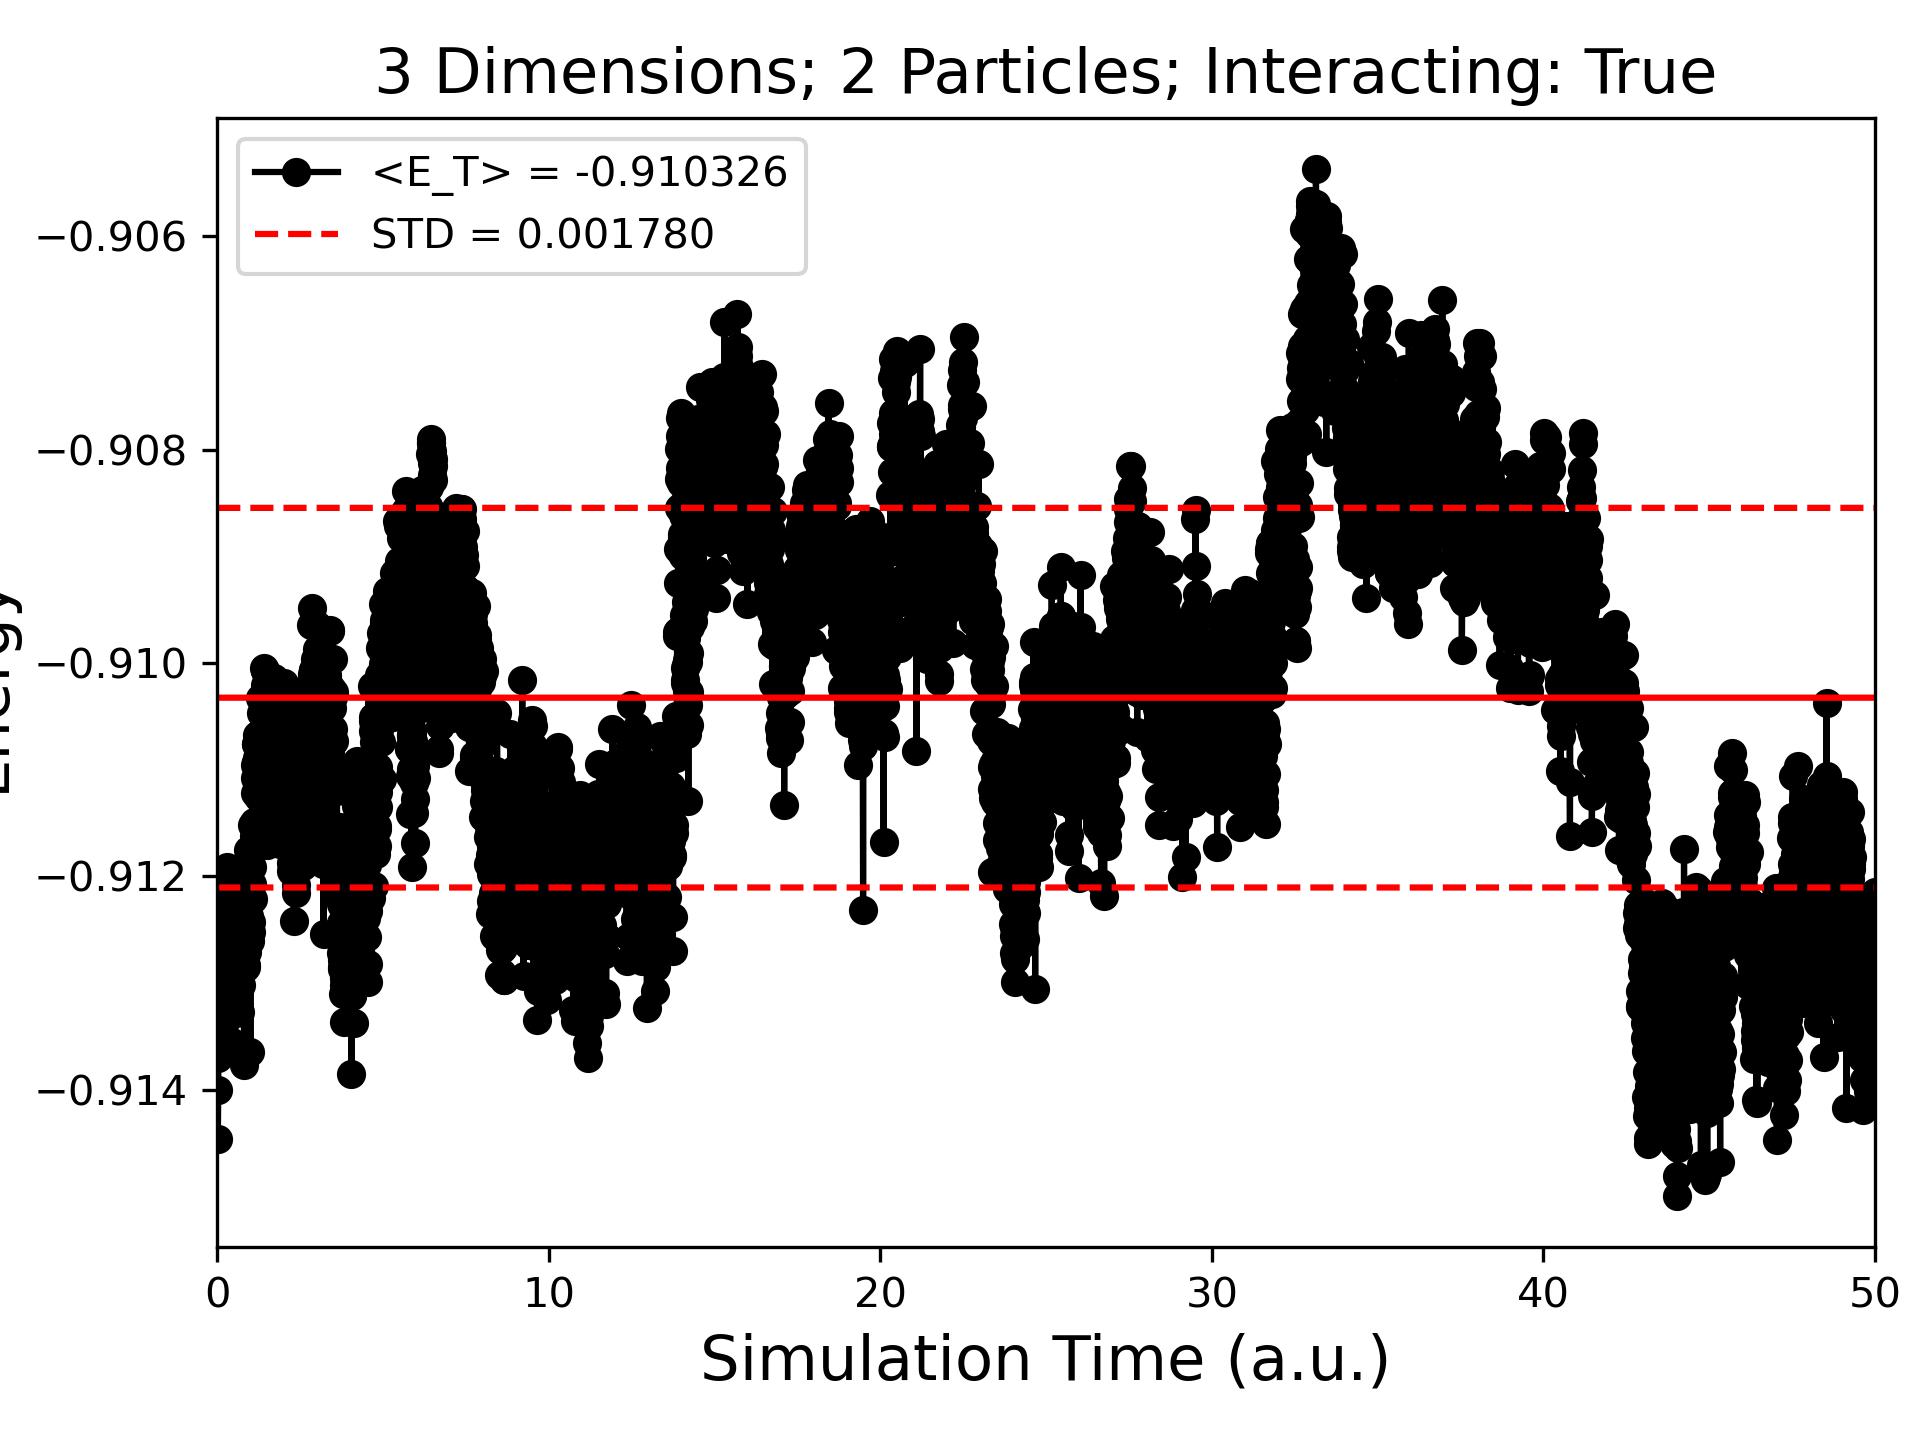 3 Dimensions; 2 Particles; Interacting: True
<E_T> = -0.910326
STD = 0.001780
−0.906
−0.908
−0.910
−0.912
−0.914
Energy
0 10 20 30 40 50
Simulation Time (a.u.)